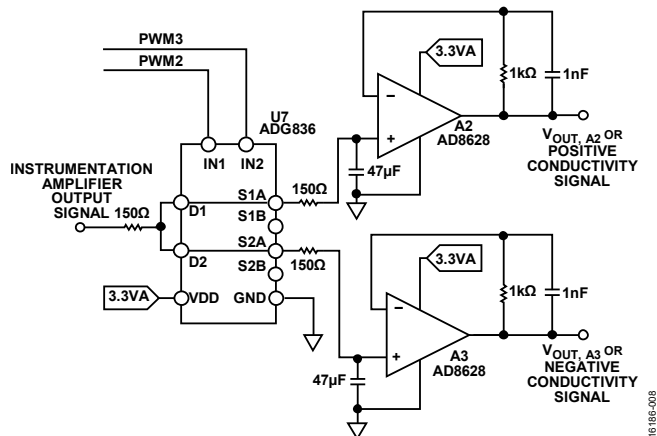 PWM3
PWM2
U7
ADG836
IN1 IN2
INSTRUMENTATION
AMPLIFIER
OUTPUT
SIGNAL 150Ω
D1
D2
S1A
S1B
S2A
S2B
3.3VA
VDD
GND
150Ω
150Ω
3.3VA
−
+
A2
AD8628
47µF
1kΩ
1nF
VOUT, A2 OR
POSITIVE
CONDUCTIVITY
SIGNAL
3.3VA
−
+
A3
AD8628
47µF
1kΩ
1nF
VOUT, A3 OR
NEGATIVE
CONDUCTIVITY
SIGNAL
16186-008